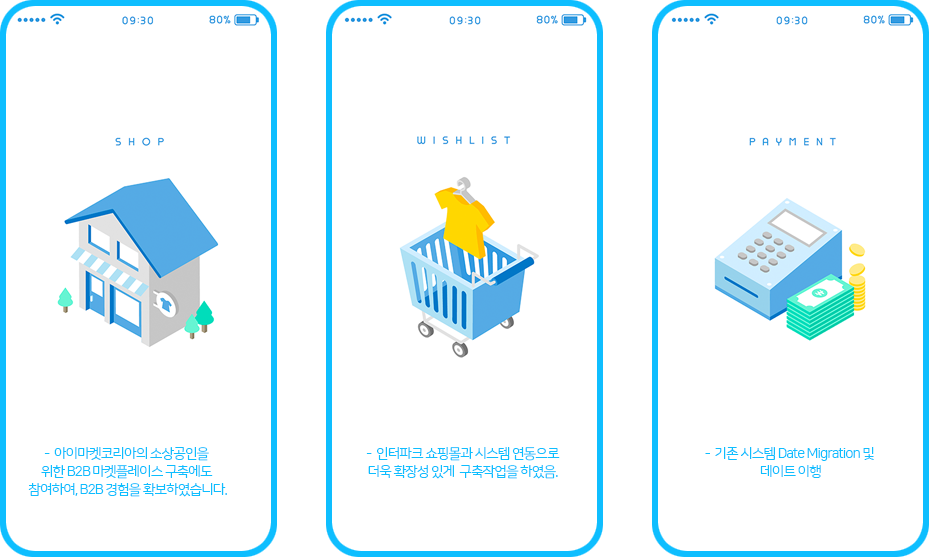 09:30 80%
SHOP
- 아이마켓코리아의 소상공인을
위한 B2B 마켓플레이스 구축에도
참여하여, B2B 경험을 확보하였습니다.
09:30 80%
WISHLIST
- 인터파크 쇼핑몰과 시스템 연동으로
더욱 확장성 있게 구축작업을 하였음.
09:30 80%
PAYMENT
- 기존 시스템 Date Migration 및
데이트 이행